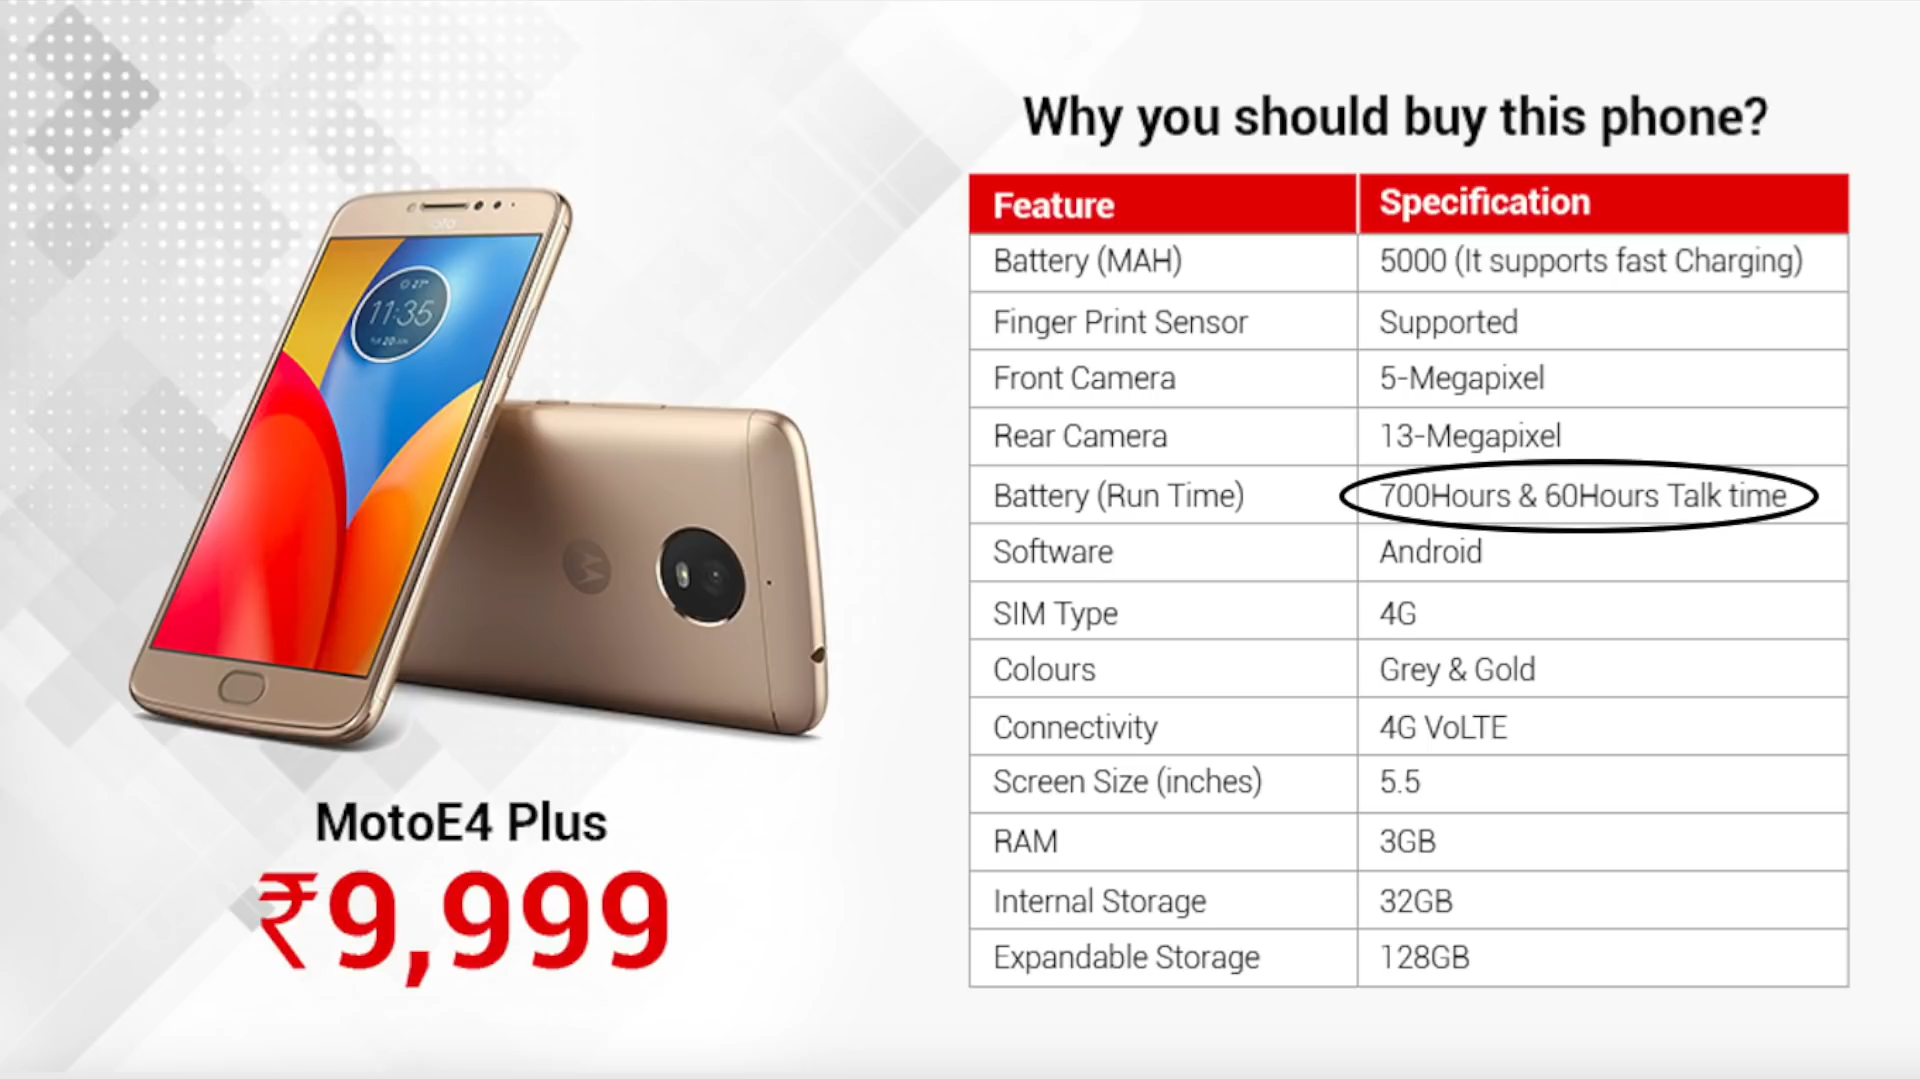 Why you should buy this phone?
Feature Specification
Battery (MAH) 5000 (It supports fast Charging)
Finger Print Sensor Supported
Front Camera 5-Megapixel
Rear Camera 13-Megapixel
Battery (Run Time) 700Hours & 60Hours Talk time
Software Android
SIM Type 4G
Colours Grey & Gold
Connectivity 4G VoLTE
Screen Size (inches) 5.5
RAM 3GB
Internal Storage 32GB
Expandable Storage 128GB
moto
27°
11:35
MotoE4 Plus
₹9,999